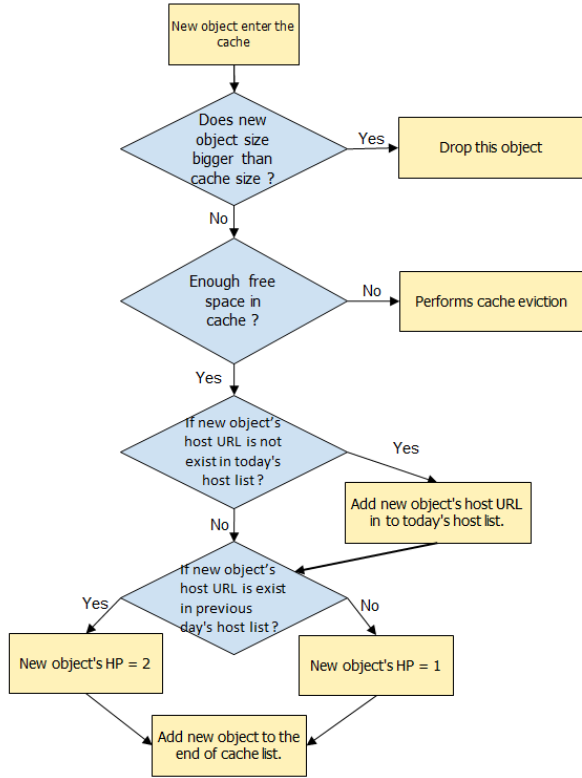 New object enter the
cache
Does new
object size
bigger than
cache size ?
Yes
Drop this object
No
Enough free
space in
cache ?
No
Performs cache eviction
Yes
If new object's
host URL is not
exist in today's
host list ?
Yes
Add new object's host URL
in to today's host list.
No
If new object's
host URL is exist
in previous
day's host list ?
Yes
No
New object's HP = 2
New object's HP = 1
Add new object to the
end of cache list.